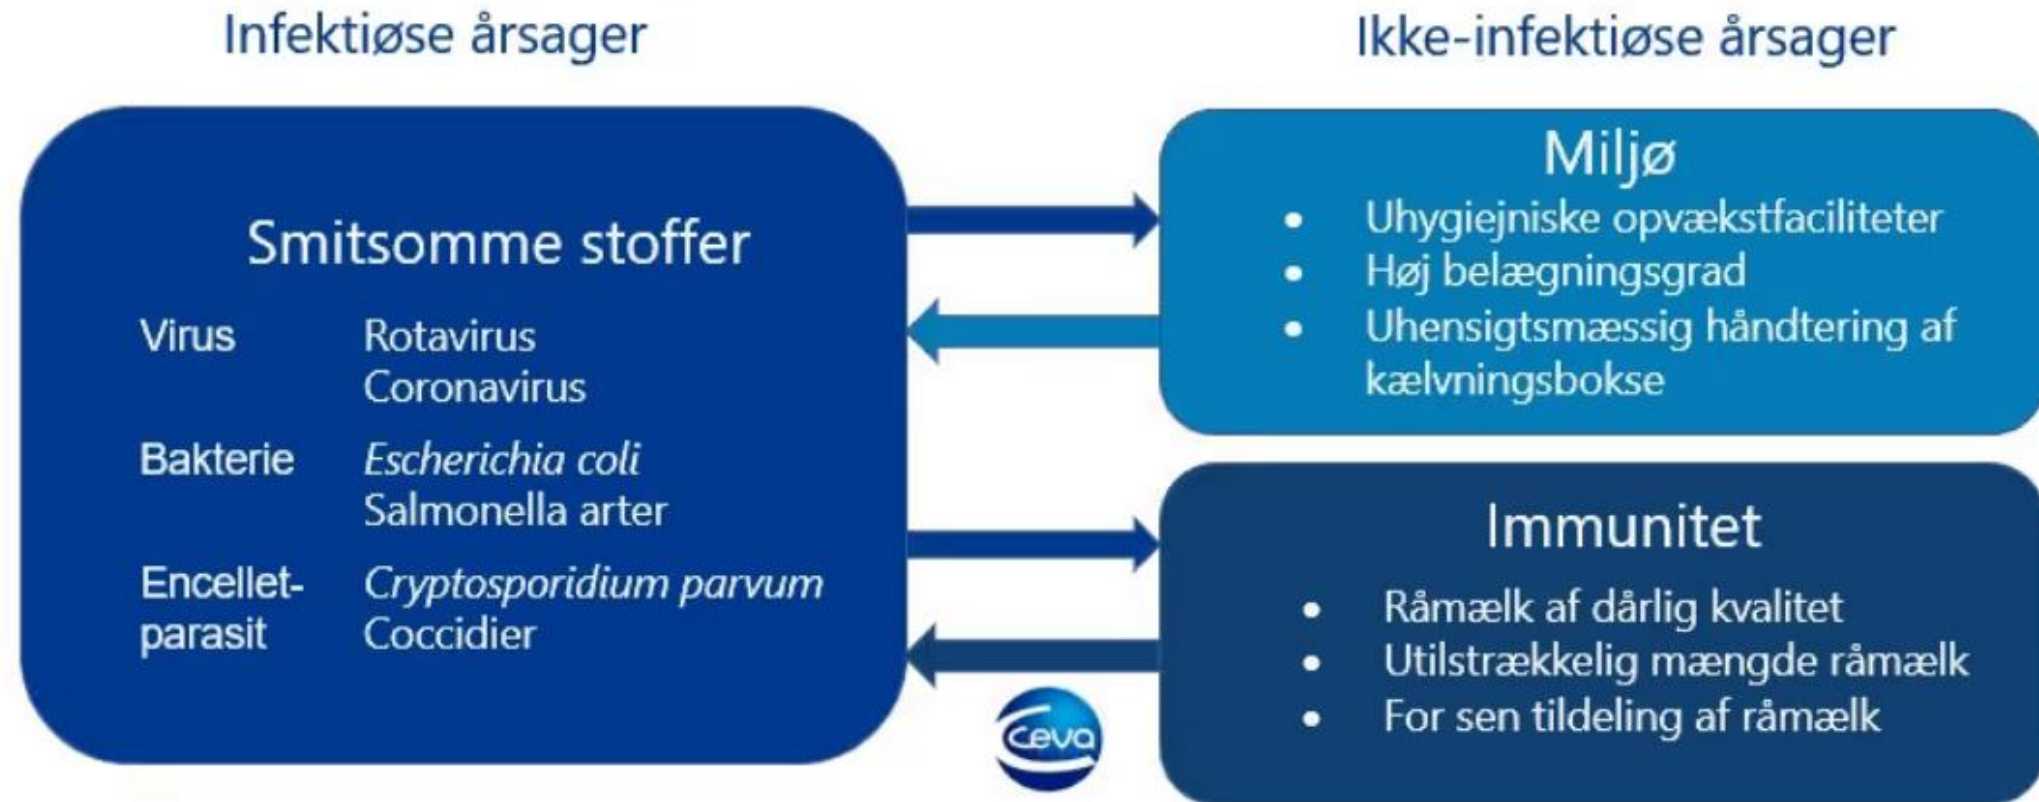 Infektiøse årsager
Ikke-infektiøse årsager
Smitsomme stoffer
Virus Rotavirus
Coronavirus
Bakterie Escherichia coli
Salmonella arter
Encellet- Cryptosporidium parvum
parasit Coccidier
Miljø
• Uhygiejniske opvækstfaciliteter
• Høj belægningsgrad
• Uhensigtsmæssig håndtering af
kælvningsbokse
Immunitet
• Råmælk af dårlig kvalitet
• Utilstrækkelig mængde råmælk
• For sen tildeling af råmælk
ceva